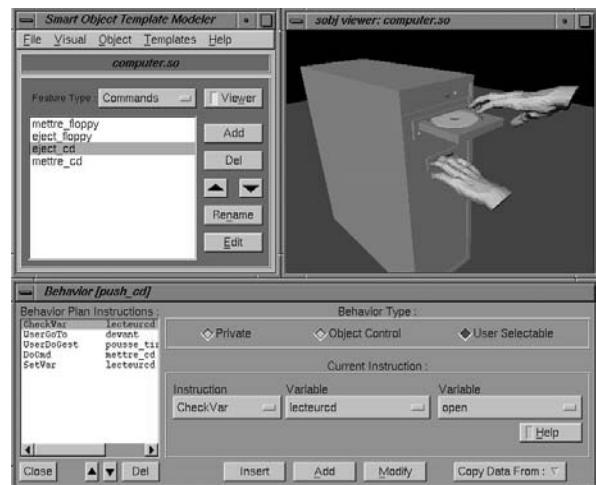 Smart Object Template Modeler
File Visual Object Templates Help
computer.so
Feature Type : Commands
Viewer
mettre_floppy
eject_floppy
eject_cd
mettre_cd
Add
Del
Rename
Edit
sobj viewer: computer.so
Behavior [push_cd]
Behavior Plan Instructions :
CheckVar lecteurcd
UserGoTo devant
UserDoGest pousse_tir
DoCmd mettre_cd
SetVar lecteurcd
Behavior Type :
Private Object Control User Selectable
Current Instruction :
Instruction Variable Variable
CheckVar lecteurcd open
Help
Close Del Insert Add Modify Copy Data From :